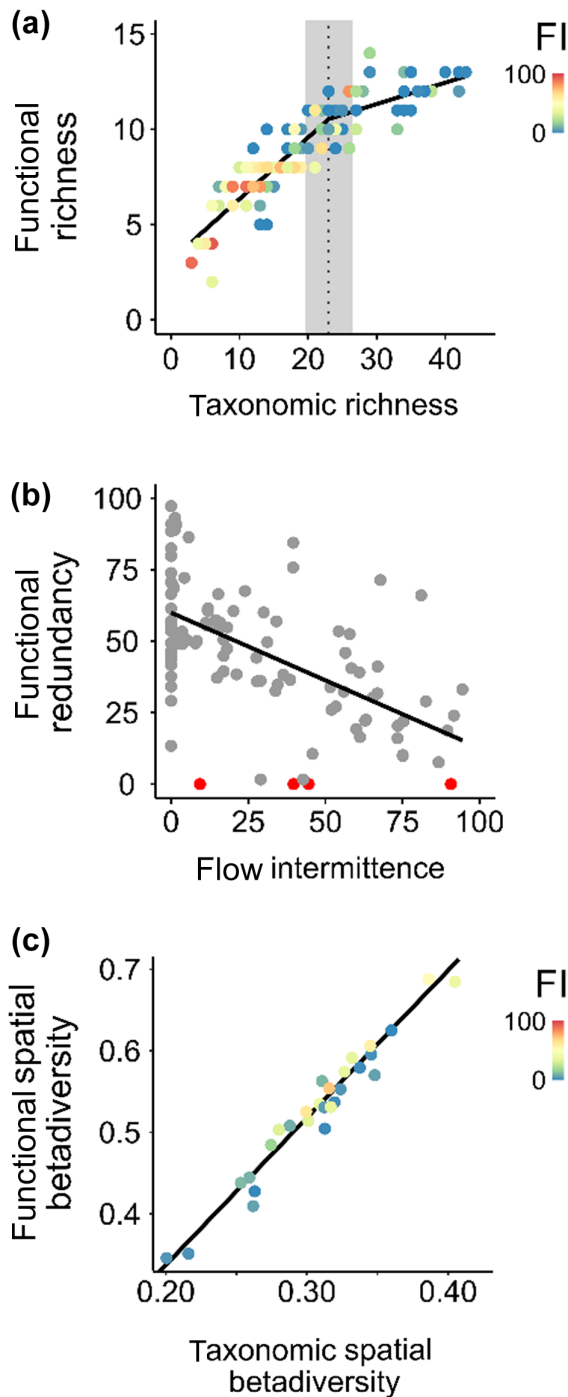 (a)
Functional
richness
15
10
5
0
0 10 20 30 40
Taxonomic richness
FI
100
0
(b)
Functional
redundancy
100
75
50
25
0
0 25 50 75 100
Flow intermittence
(c)
Functional spatial
betadiversity
0.7
0.6
0.5
0.4
0.20 0.30 0.40
Taxonomic spatial
betadiversity
FI
100
0